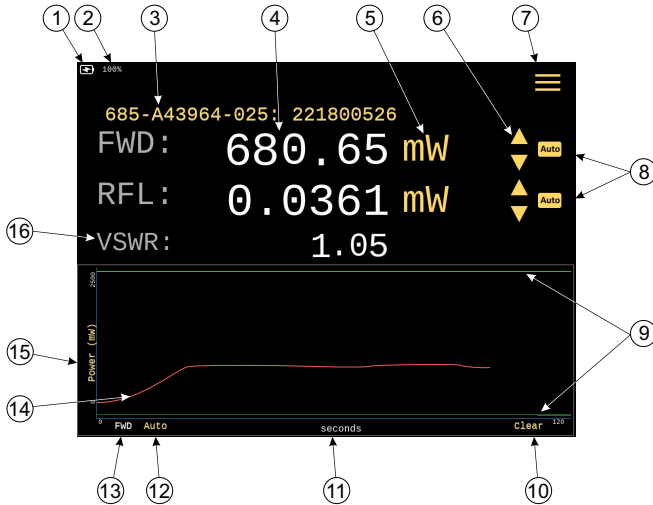 1 2 3 4 5 6 7
100%
685-A43964-025: 221800526
FWD: 680.65 mW Auto
8
RFL: 0.0361 mW Auto
16
VSWR: 1.05
2500
9
15
Power (mW)
14
0
0 FWD Auto seconds Clear 120
13 12 11 10